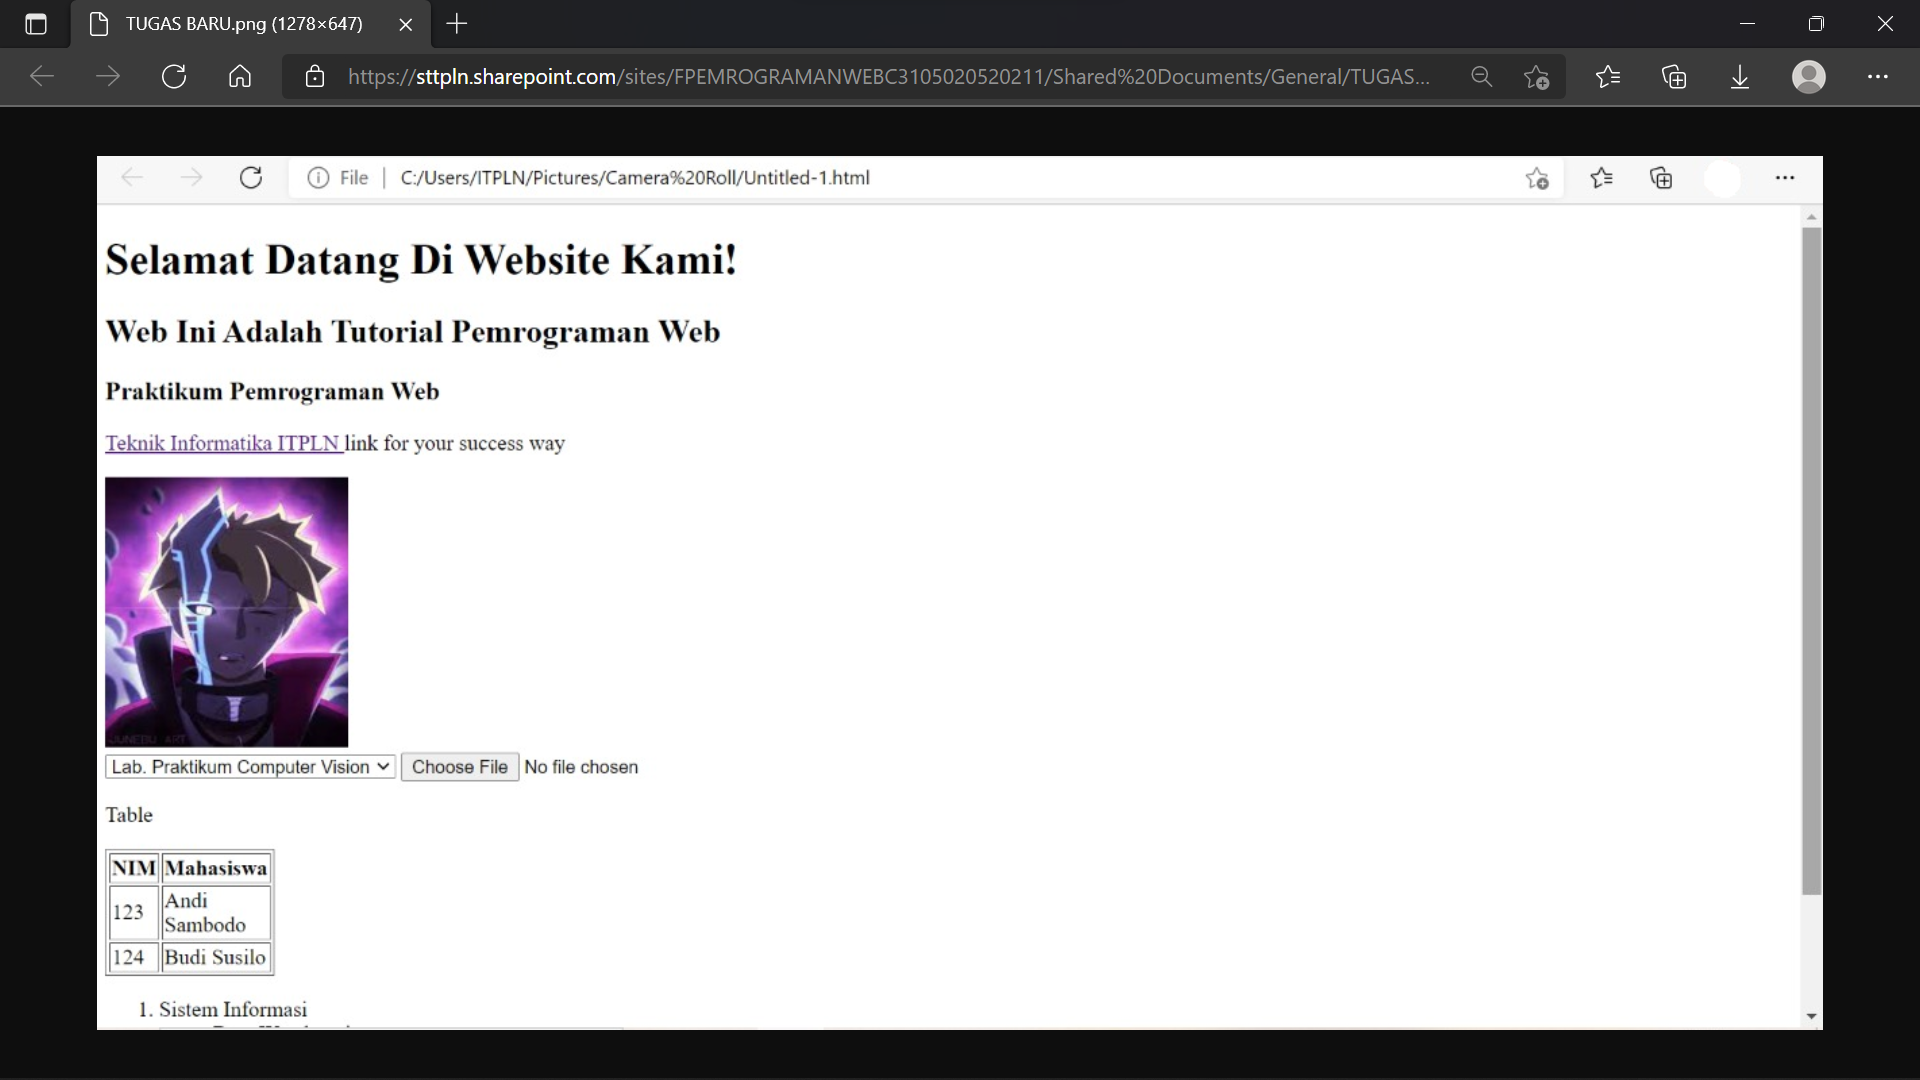 TUGAS BARU.png (1278×647)
https://sttpln.sharepoint.com/sites/FPEMROGRAMANWEBC3105020520211/Shared%20Documents/General/TUGAS...
File
C:/Users/ITPLN/Pictures/Camera%20Roll/Untitled-1.html
Selamat Datang Di Website Kami!
Web Ini Adalah Tutorial Pemrograman Web
Praktikum Pemrograman Web
Teknik Informatika ITPLN link for your success way
JUNEBU ART
Lab. Praktikum Computer Vision Choose File No file chosen
Table
NIM Mahasiswa
123 Andi
Sambodo
124 Budi Susilo
1. Sistem Informasi